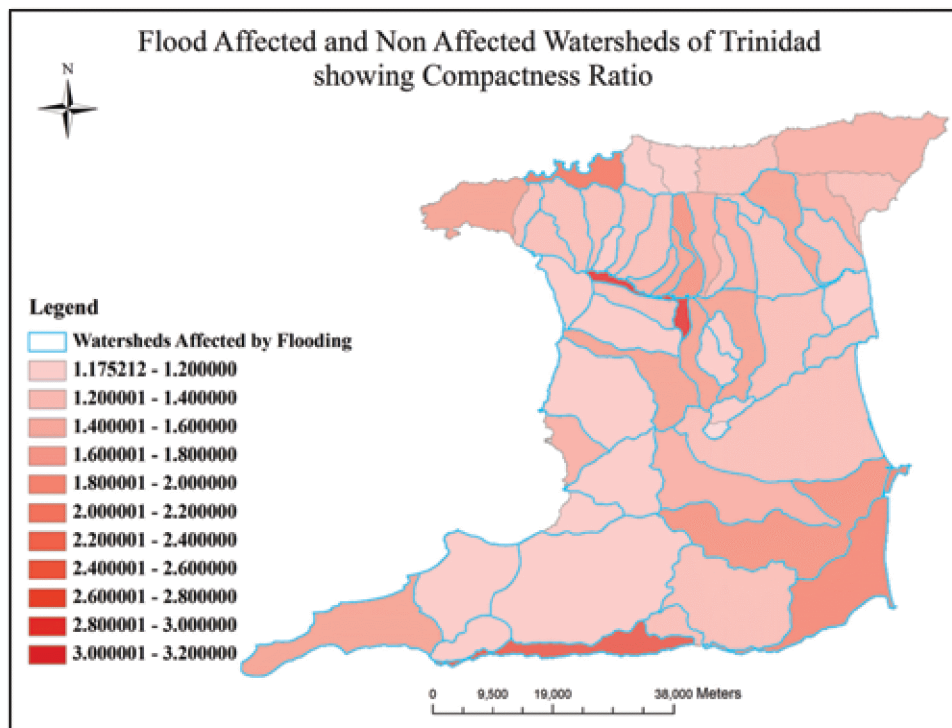 Flood Affected and Non Affected Watersheds of Trinidad
showing Compactness Ratio
N
Legend
Watersheds Affected by Flooding
1.175212 - 1.200000
1.200001 - 1.400000
1.400001 - 1.600000
1.600001 - 1.800000
1.800001 - 2.000000
2.000001 - 2.200000
2.200001 - 2.400000
2.400001 - 2.600000
2.600001 - 2.800000
2.800001 - 3.000000
3.000001 - 3.200000
0 9,500 19,000 38,000 Meters